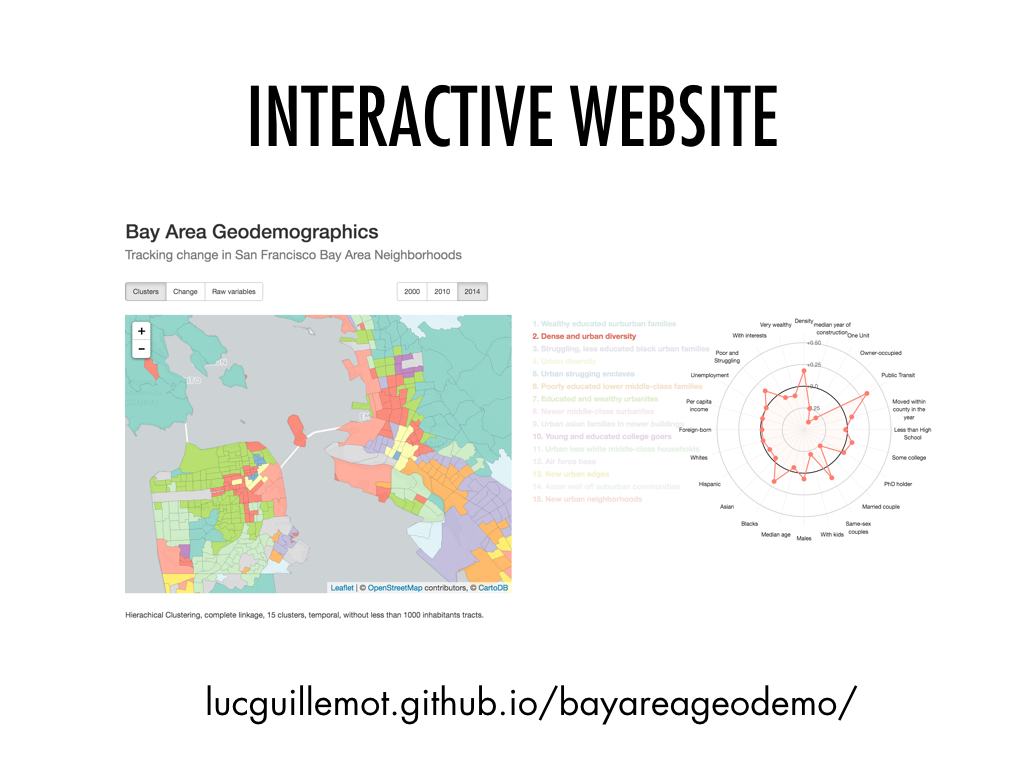 INTERACTIVE WEBSITE
Bay Area Geodemographics
Tracking change in San Francisco Bay Area Neighborhoods
Clusters Change Raw variables
2000 2010 2014
+
−
1. Wealthy educated surturban families
2. Dense and urban diversity
3. Struggling, less educated black urban families
4. Urban diversity
5. Urban strugging enclaves
6. Poorly educated lower middle-class families
7. Educated and wealthy urbanites
8. Newer middle-class surbanites
9. Urban asian families in newer buildings
10. Young and educated college goers
11. Urban less white middle-class households
12. Air force base
13. New urban edges
14. Asian well off suburban communities
15. New urban neighborhoods
Density
median year of
construction
One Unit
Owner-occupied
Public Transit
Moved within
county in the
year
Less than High
School
Some college
PhD holder
Married couple
Same-sex
couples
With kids
Males
Median age
Blacks
Asian
Hispanic
Whites
Foreign-born
Per capita
income
Unemployment
Poor and
Struggling
With interests
Very wealthy
+0.50
+0.25
0.0
Leaflet | © OpenStreetMap contributors, © CartoDB
Hierachical Clustering, complete linkage, 15 clusters, temporal, without less than 1000 inhabitants tracts.
lucguillemot.github.io/bayareageodemo/